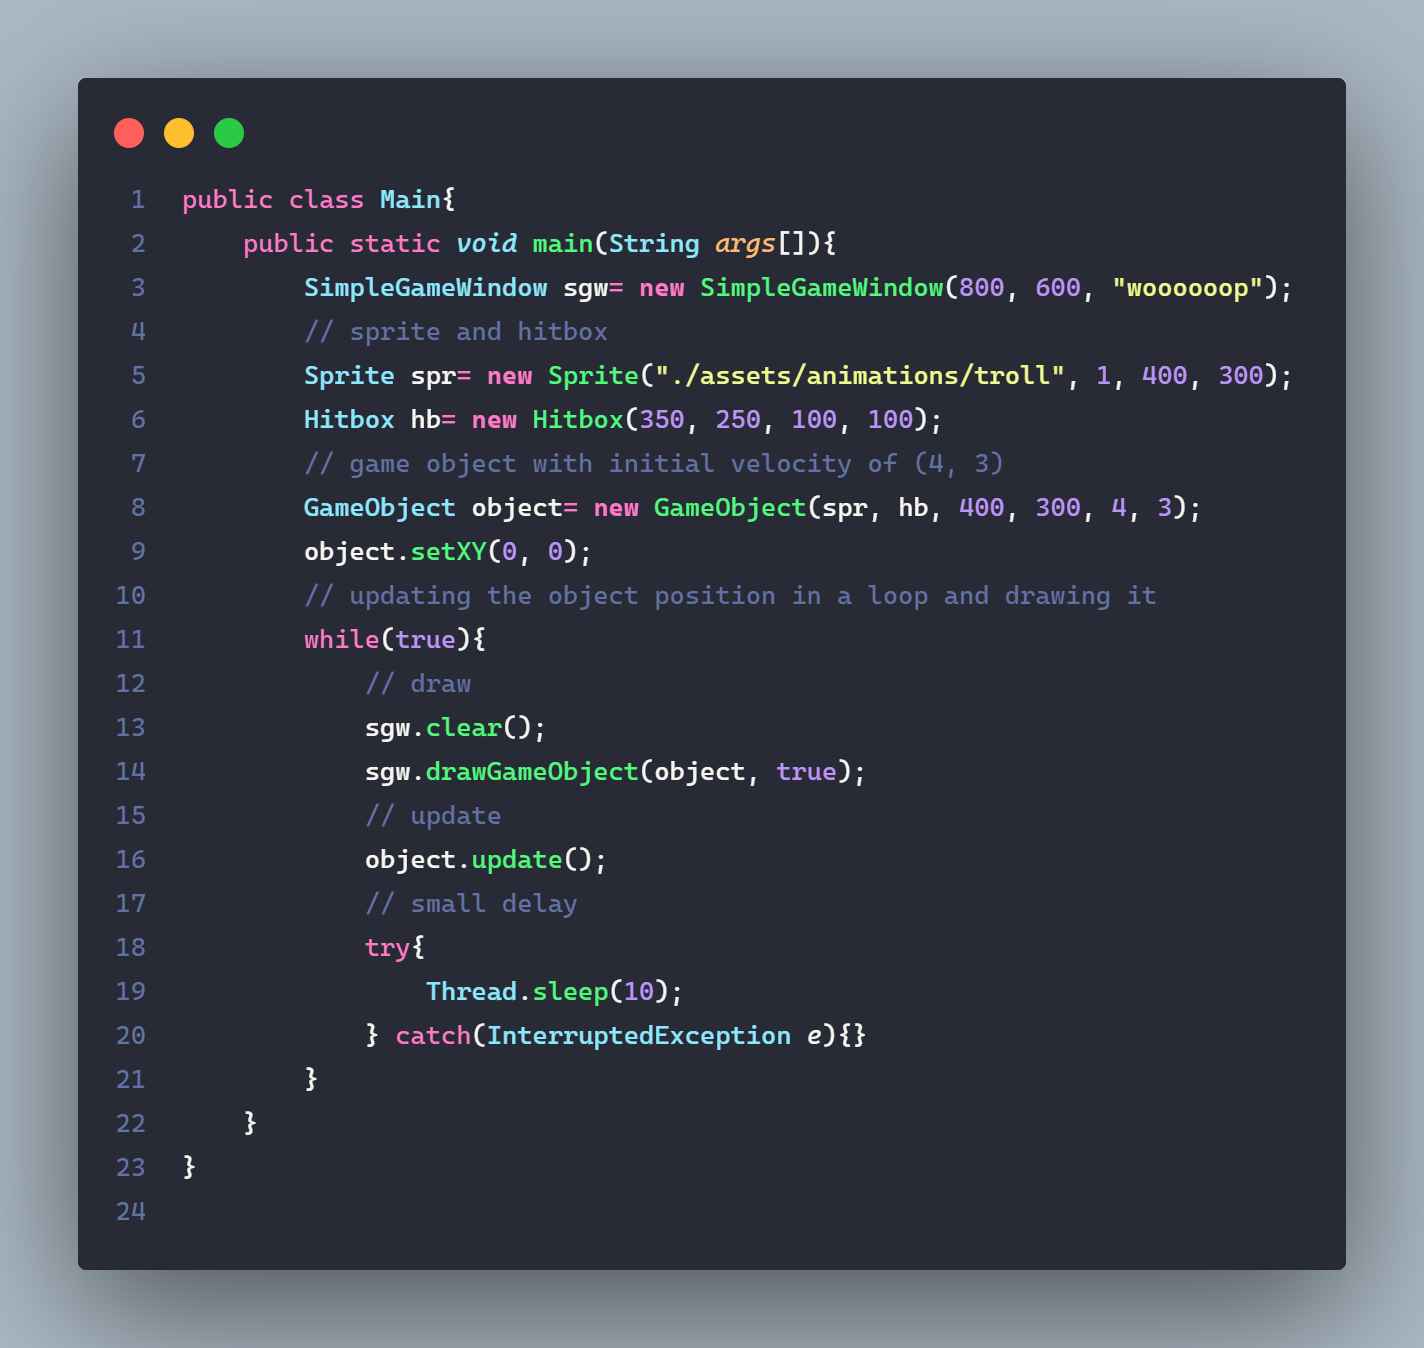 1 public class Main{
2     public static void main(String args[]){
3         SimpleGameWindow sgw= new SimpleGameWindow(800, 600, "woooooop");
4         // sprite and hitbox
5         Sprite spr= new Sprite("./assets/animations/troll", 1, 400, 300);
6         Hitbox hb= new Hitbox(350, 250, 100, 100);
7         // game object with initial velocity of (4, 3)
8         GameObject object= new GameObject(spr, hb, 400, 300, 4, 3);
9         object.setXY(0, 0);
10         // updating the object position in a loop and drawing it
11         while(true){
12             // draw
13             sgw.clear();
14             sgw.drawGameObject(object, true);
15             // update
16             object.update();
17             // small delay
18             try{
19                 Thread.sleep(10);
20             } catch(InterruptedException e){}
21         }
22     }
23 }
24